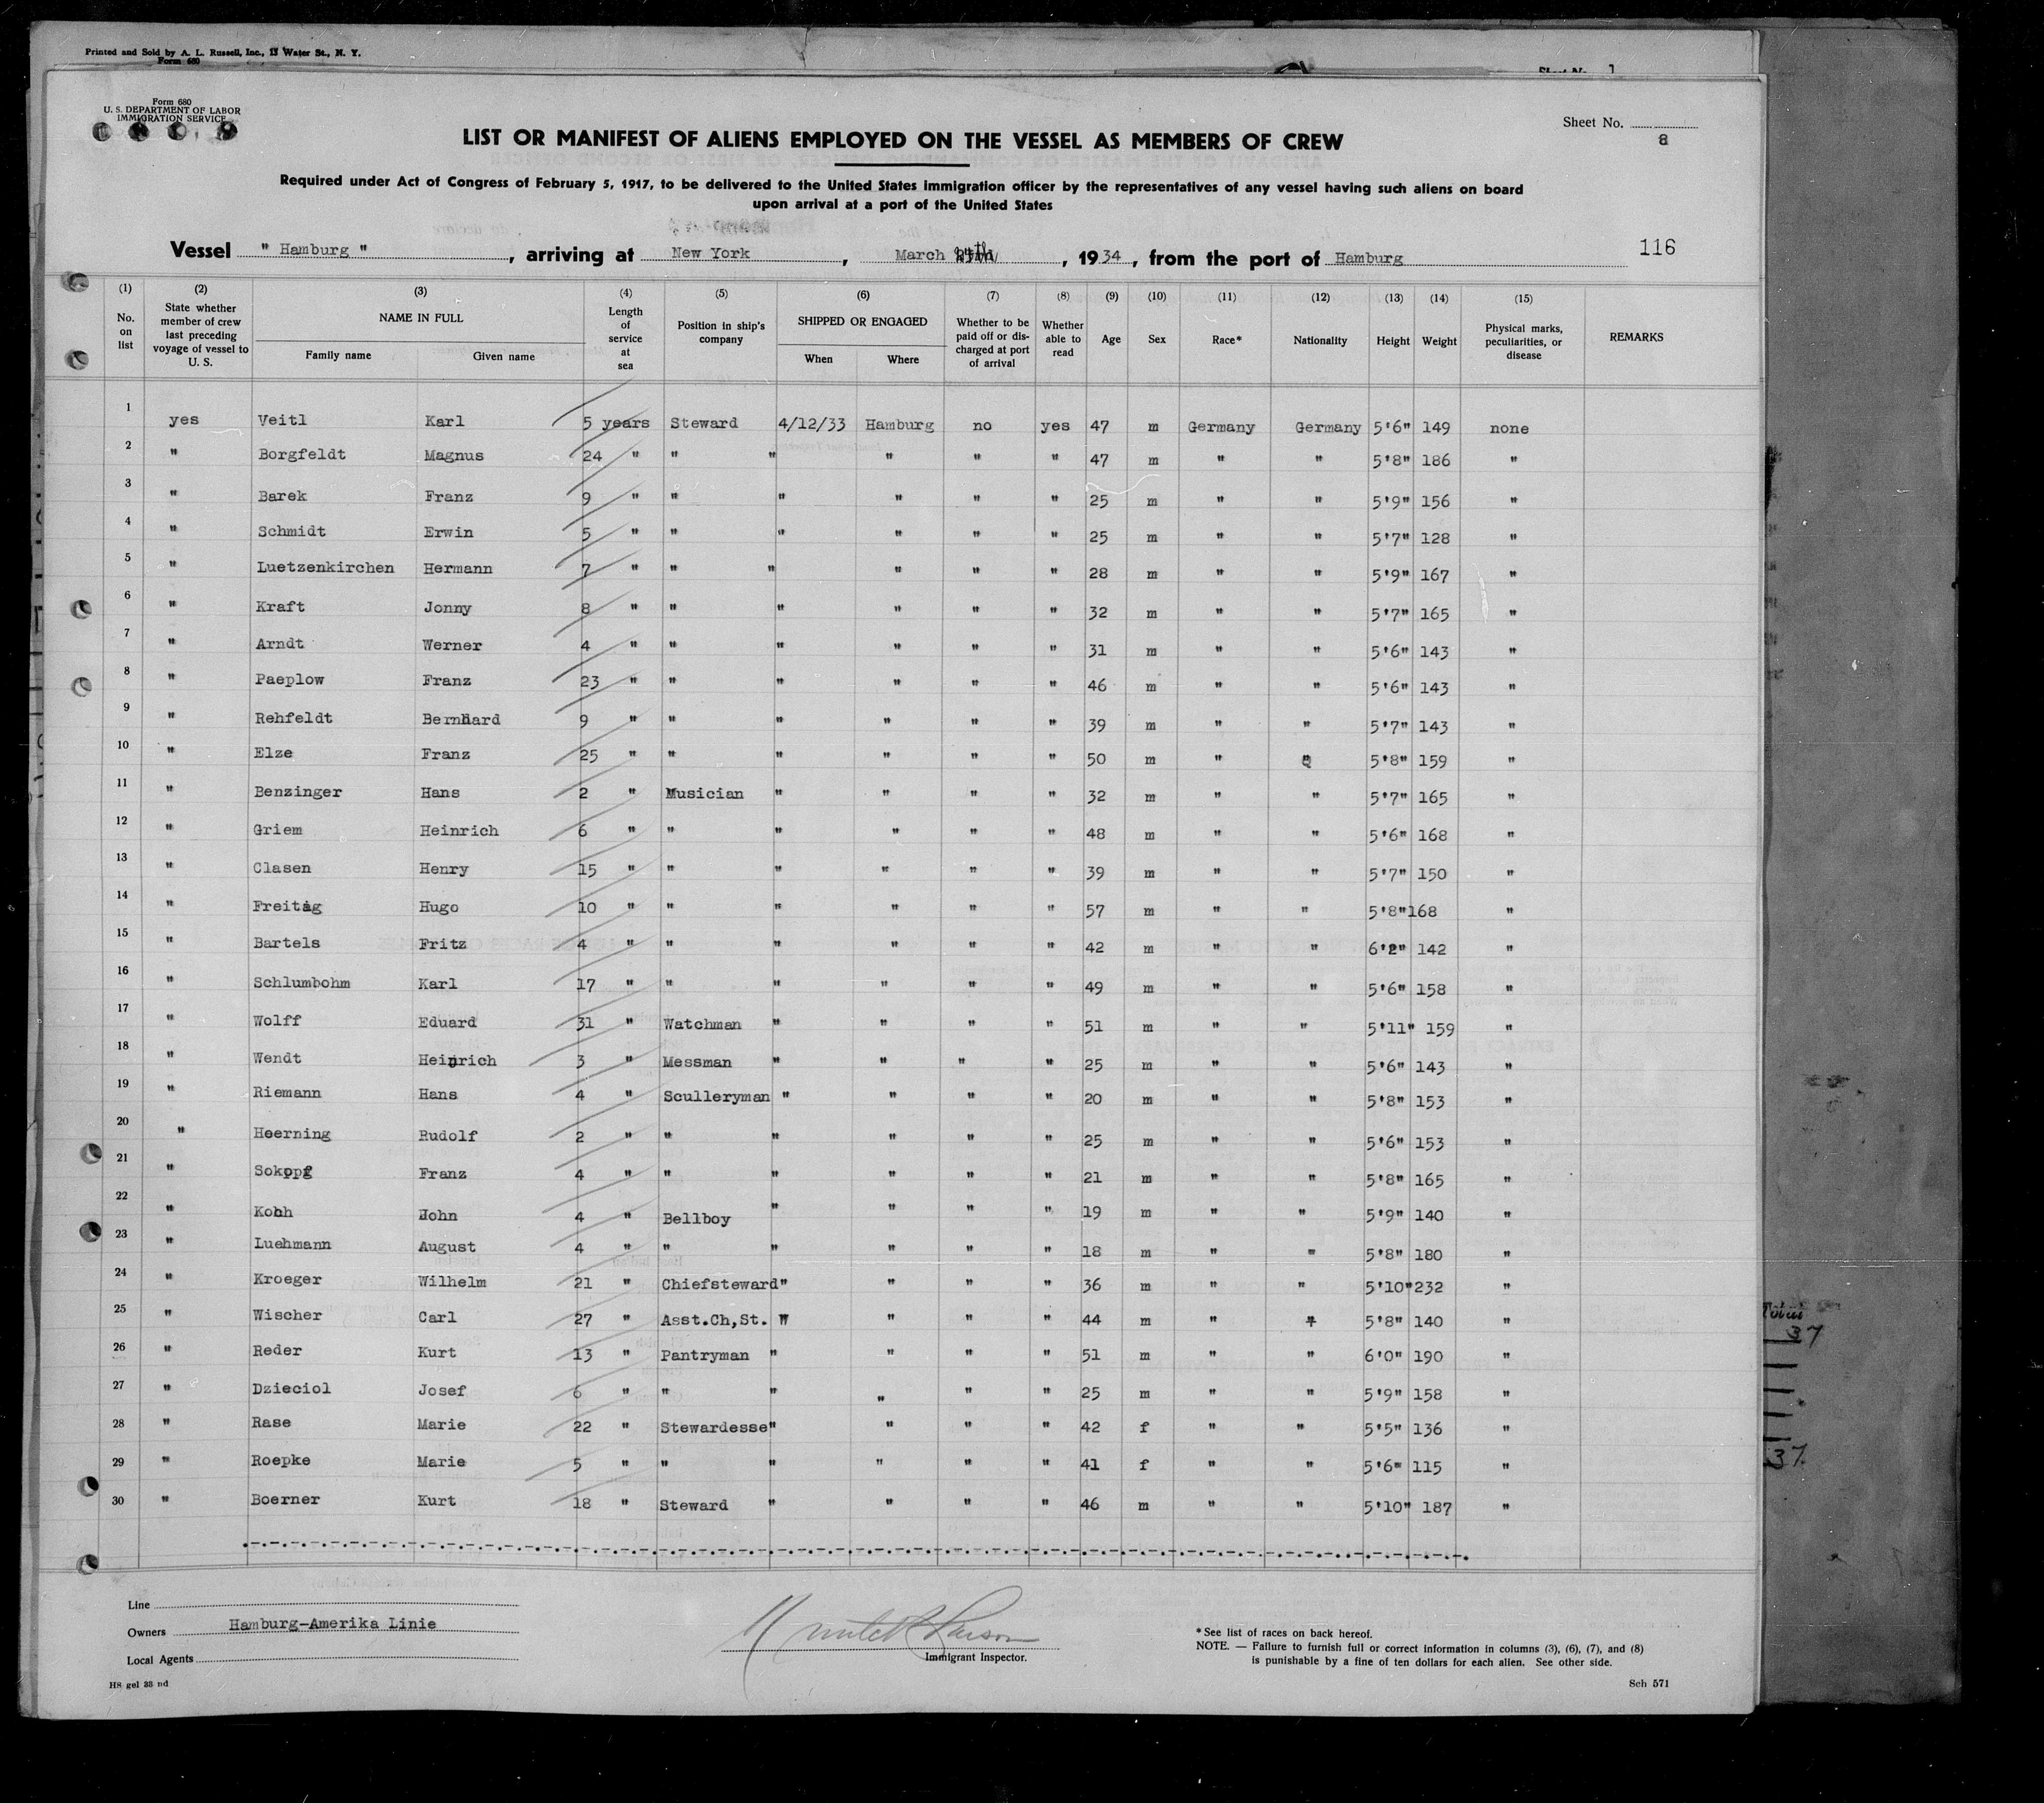 Printed and Sold by A. L. Russell, Inc., 13 Water St., N. Y.
Form 680
Sheet No. 1
Form 680
U. S. DEPARTMENT OF LABOR
IMMIGRATION SERVICE
Sheet No.
8
LIST OR MANIFEST OF ALIENS EMPLOYED ON THE VESSEL AS MEMBERS OF CREW
Required under Act of Congress of February 5, 1917, to be delivered to the United States immigration officer by the representatives of any vessel having such aliens on board
upon arrival at a port of the United States
Vessel " Hamburg " , arriving at New York , March , 1934 , from the port of Hamburg 116
(1) (2) (3) (4) (5) (6) (7) (8) (9) (10) (11) (12) (13) (14) (15)
No. on list State whether member of crew last preceding voyage of vessel to U. S. NAME IN FULL Family name Given name Length of service at sea Position in ship's company SHIPPED OR ENGAGED When Where Whether to be paid off or discharged at port of arrival Whether able to read Age Sex Race* Nationality Height Weight Physical marks, peculiarities, or disease REMARKS
1 yes Veitl Karl 5 years Steward 4/12/33 Hamburg no yes 47 m Germany Germany 5'6" 149 none
2 " Borgfeldt Magnus 24 " " " " " " 47 m " " 5'8" 186 "
3 " Barek Franz 9 " " " " " " 25 m " " 5'9" 156 "
4 " Schmidt Erwin 5 " " " " " " 25 m " " 5'7" 128 "
5 " Luetzenkirchen Hermann 7 " " " " " " 28 m " " 5'9" 167 "
6 " Kraft Jonny 8 " " " " " " 32 m " " 5'7" 165 "
7 " Arndt Werner 4 " " " " " " 31 m " " 5'6" 143 "
8 " Paeplow Franz 23 " " " " " " 46 m " " 5'6" 143 "
9 " Rehfeldt Bernhard 9 " " " " " " 39 m " " 5'7" 143 "
10 " Elze Franz 25 " " " " " " 50 m " " 5'8" 159 "
11 " Benzinger Hans 2 " Musician " " " " 32 m " " 5'7" 165 "
12 " Griem Heinrich 6 " " " " " " 48 m " " 5'6" 168 "
13 " Clasen Henry 15 " " " " " " 39 m " " 5'7" 150 "
14 " Freitag Hugo 10 " " " " " " 57 m " " 5'8" 168 "
15 " Bartels Fritz 4 " " " " " " 42 m " " 6'2" 142 "
16 " Schlumbohm Karl 17 " " " " " " 49 m " " 5'6" 158 "
17 " Wolff Eduard 31 " Watchman " " " " 51 m " " 5'11" 159 "
18 " Wendt Heinrich 3 " Messman " " " " 25 m " " 5'6" 143 "
19 " Riemann Hans 4 " Sculleryman " " " " 20 m " " 5'8" 153 "
20 " Heerning Rudolf 2 " " " " " " 25 m " " 5'6" 153 "
21 " Sokopf Franz 4 " " " " " " 21 m " " 5'8" 165 "
22 " John 4 " Bellboy " " " " 19 m " " 5'9" 140 "
23 " Luehmann August 4 " " " " " " 18 m " " 5'8" 180 "
24 " Kroeger Wilhelm 21 " Chiefsteward " " " " 36 m " " 5'10" 232 "
25 " Wischer Carl 27 " Asst.Ch,St. " " " " 44 m " " 5'8" 140 "
26 " Reder Kurt 13 " Pantryman " " " " 51 m " " 6'0" 190 "
27 " Dzieciol Josef 6 " " " " " " 25 m " " 5'9" 158 "
28 " Rase Marie 22 " Stewardesse " " " " 42 f " " 5'5" 136 "
29 " Roepke Marie 5 " " " " " " 41 f " " 5'6" 115 "
30 " Boerner Kurt 18 " Steward " " " " 46 m " " 5'10" 187 "
Total
37
37
Line
Owners Hamburg-Amerika Linie
Local Agents
Immigrant Inspector.
* See list of races on back hereof.
NOTE. — Failure to furnish full or correct information in columns (3), (6), (7), and (8)
is punishable by a fine of ten dollars for each alien. See other side.
HS gel 33 nd
Sch 571